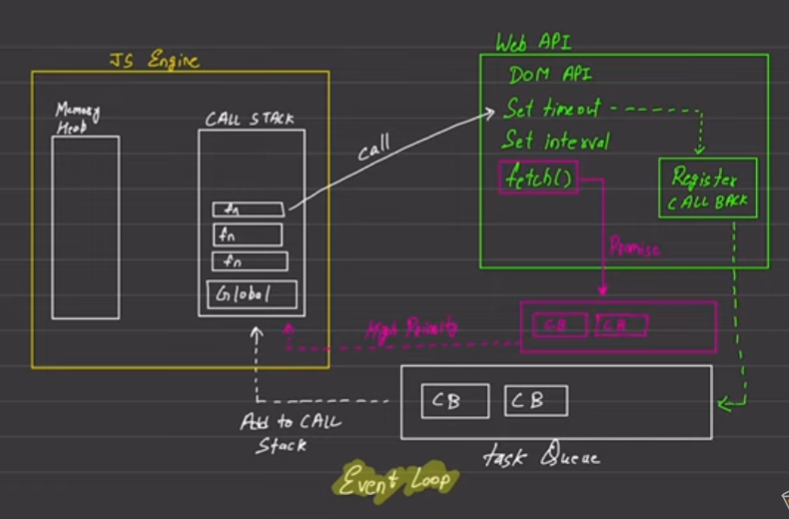 JS Engine
Memory
Heab
CALL STACK
fn
fn
fn
Global
call
Web API
DOM API
Set timeout
Set interval
fetch()
Register
CALL BACK
Promise
High Priority
CB CB
CB CB
Add to CALL
Stack
task Queue
Event Loop